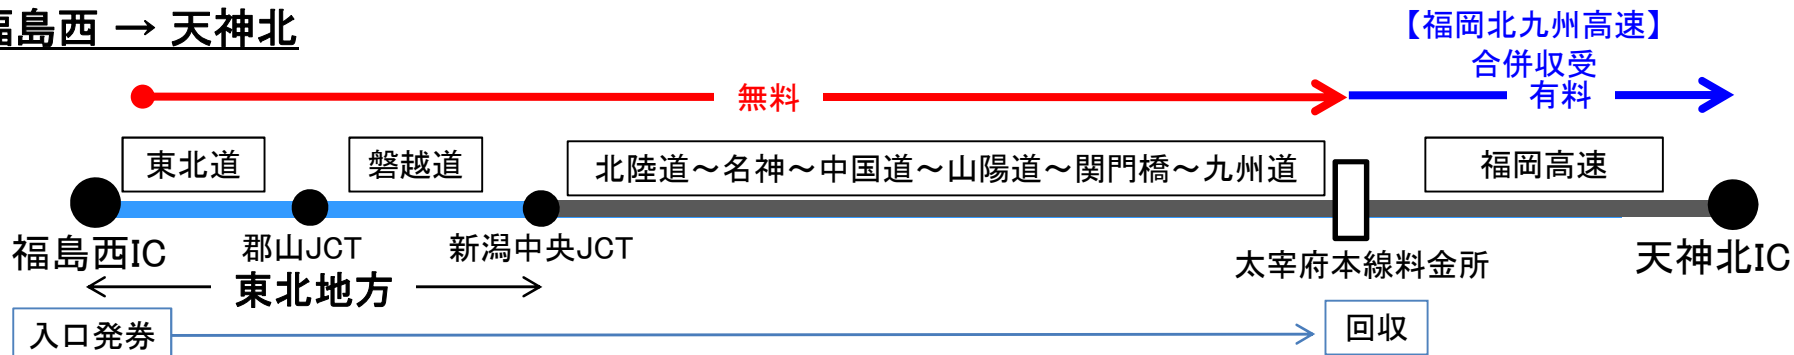 福島西 → 天神北
【福岡北九州高速】
合併収受
無料
有料
東北道
磐越道
北陸道～名神～中国道～山陽道～関門橋～九州道
福岡高速
福島西IC
郡山JCT
新潟中央JCT
太宰府本線料金所
天神北IC
東北地方
入口発券
回収